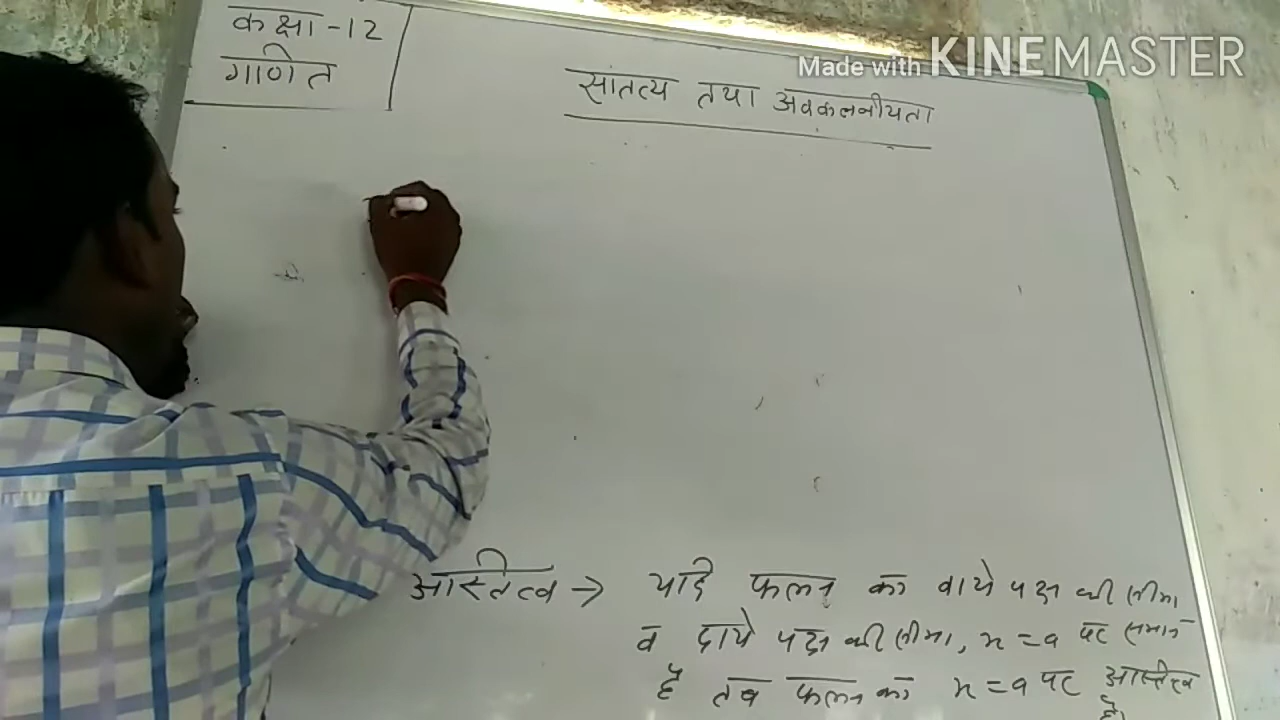 कक्षा -12
गणित
Made with KINEMASTER
सांतत्य तथा अवकलनीयता
अस्तित्व → यदि फलन का बाये पक्ष की सीमा
व दाये पक्ष की सीमा, x = a पर समान
है तब फलन का x = a पर अस्तित्व
है।